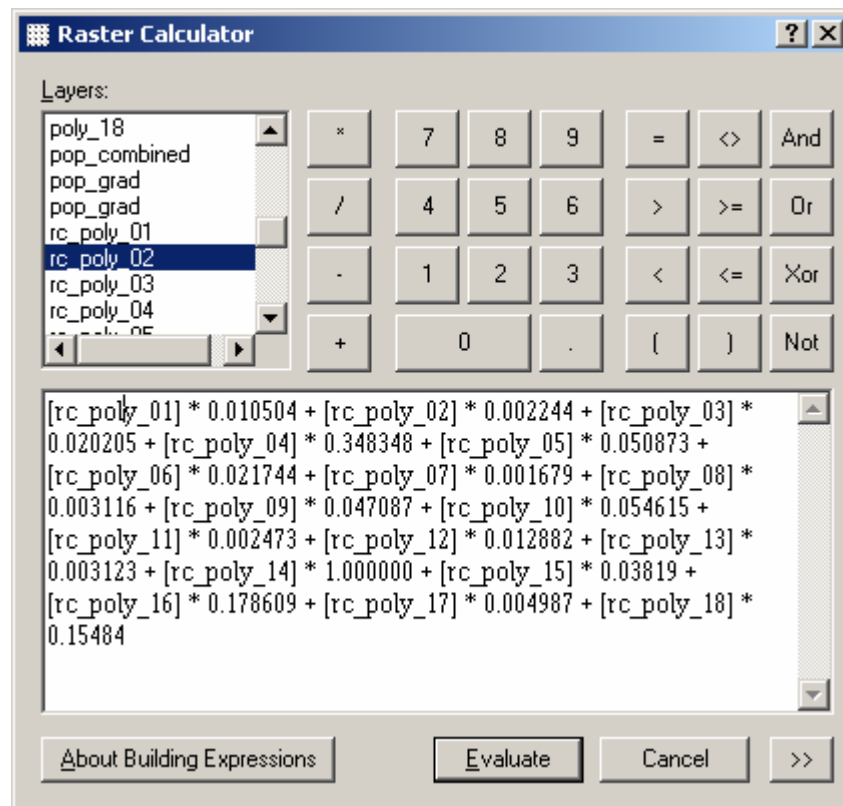 Raster Calculator
? X
Layers:
poly_18
pop_combined
pop_grad
pop_grad
rc_poly_01
rc_poly_02
rc_poly_03
rc_poly_04
* 7 8 9 = <> And
/ 4 5 6 > >= Or
- 1 2 3 < <= Xor
+ 0 . ( ) Not
[rc_poly_01] * 0.010504 + [rc_poly_02] * 0.002244 + [rc_poly_03] *
0.020205 + [rc_poly_04] * 0.348348 + [rc_poly_05] * 0.050873 +
[rc_poly_06] * 0.021744 + [rc_poly_07] * 0.001679 + [rc_poly_08] *
0.003116 + [rc_poly_09] * 0.047087 + [rc_poly_10] * 0.054615 +
[rc_poly_11] * 0.002473 + [rc_poly_12] * 0.012882 + [rc_poly_13] *
0.003123 + [rc_poly_14] * 1.000000 + [rc_poly_15] * 0.03819 +
[rc_poly_16] * 0.178609 + [rc_poly_17] * 0.004987 + [rc_poly_18] *
0.15484
About Building Expressions Evaluate Cancel >>